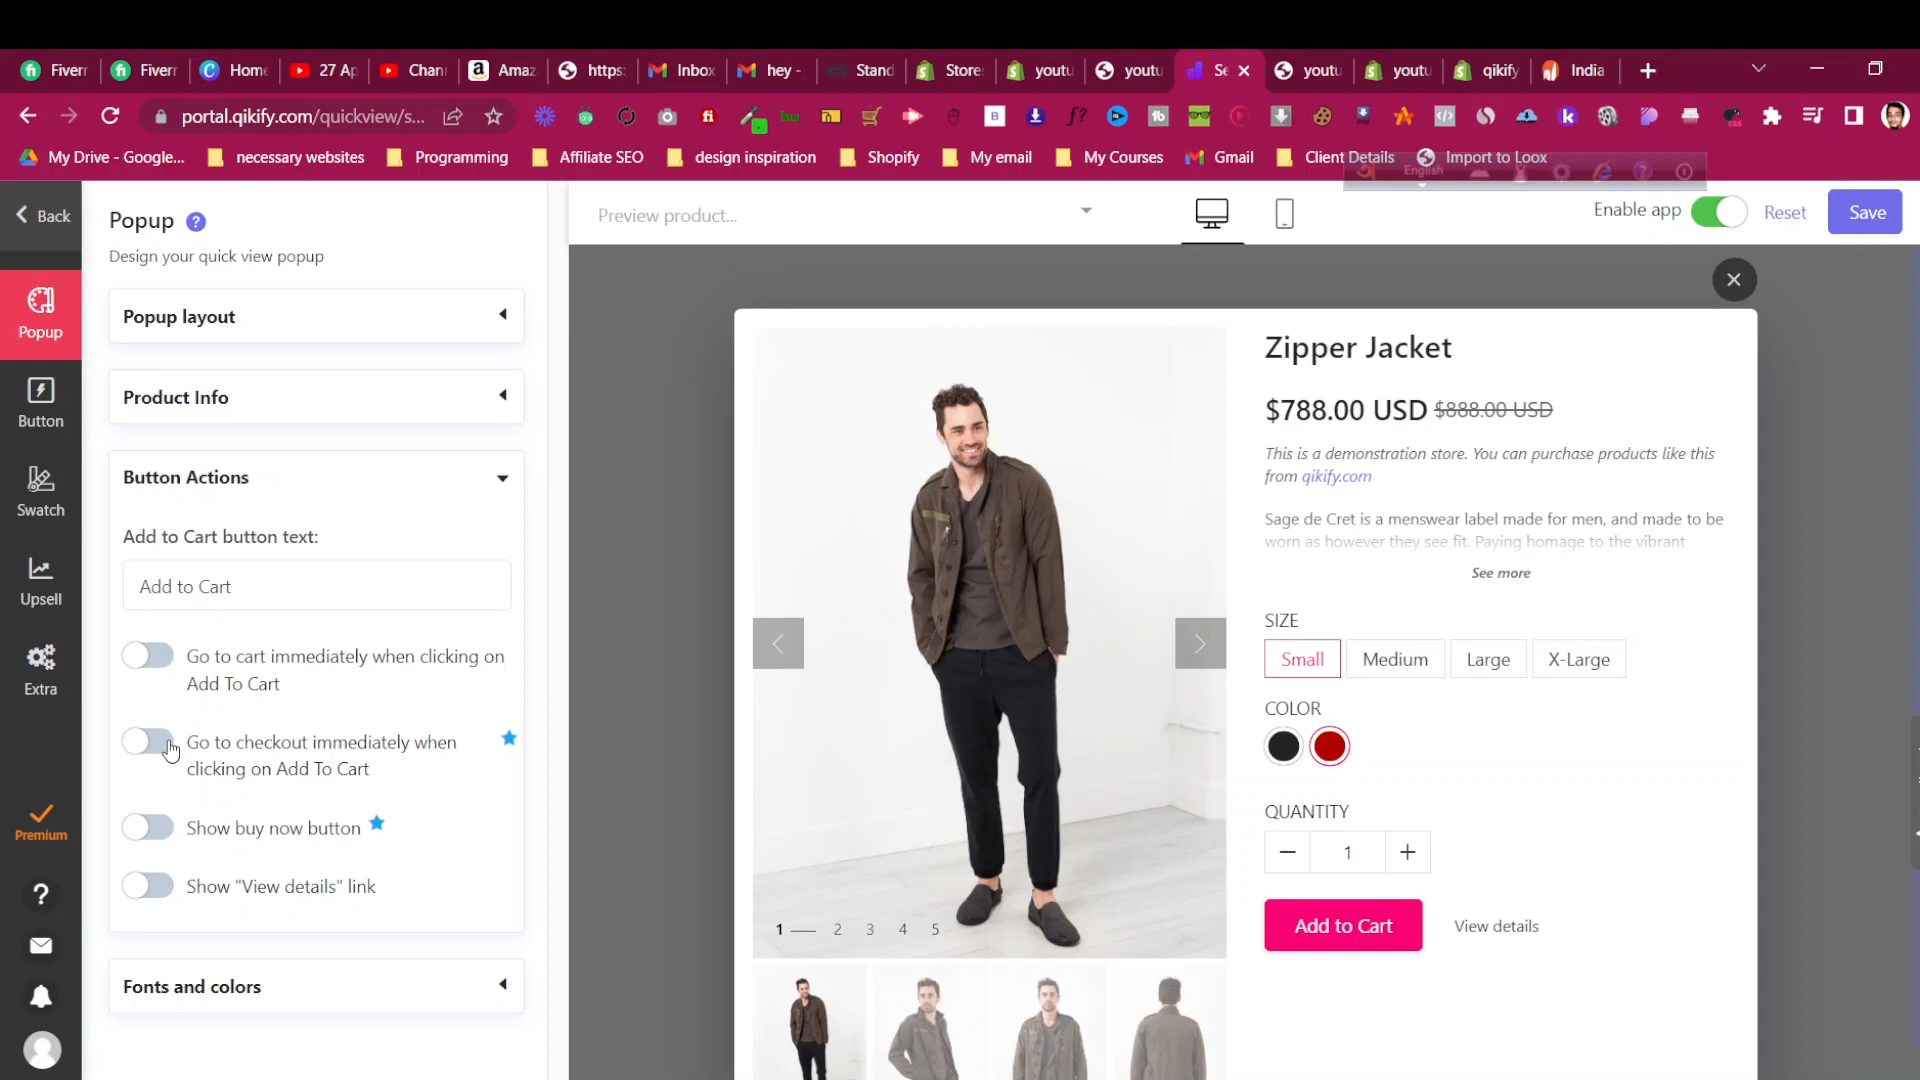 Fiverr
Fiverr
Home
27 Ap
Chan
Amaz
https:
Inbox
hey -
Stand
Store:
youtu
youtu
Se
youtu
youtu
qikify
India
portal.qikify.com/quickview/s...
My Drive - Google...
necessary websites
Programming
Affiliate SEO
design inspiration
Shopify
My email
My Courses
Gmail
Client Details
Import to Loox
English
Back
Popup
Design your quick view popup
Preview product...
Enable app
Reset
Save
Popup
Button
Swatch
Upsell
Extra
Premium
Popup layout
Product Info
Button Actions
Add to Cart button text:
Add to Cart
Go to cart immediately when clicking on
Add To Cart
Go to checkout immediately when
clicking on Add To Cart
Show buy now button
Show "View details" link
Fonts and colors
Zipper Jacket
$788.00 USD $888.00 USD
This is a demonstration store. You can purchase products like this
from qikify.com
Sage de Cret is a menswear label made for men, and made to be
worn as however they see fit. Paying homage to the vibrant
See more
SIZE
Small Medium Large X-Large
COLOR
QUANTITY
1
Add to Cart View details
1 2 3 4 5